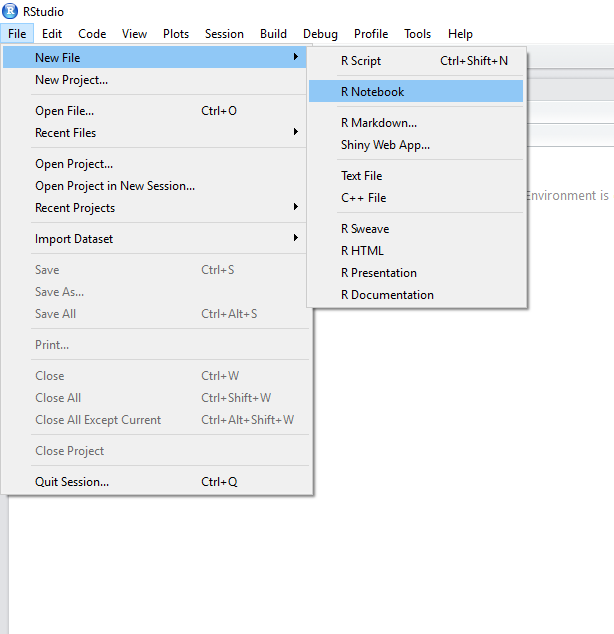 RStudio
File Edit Code View Plots Session Build Debug Profile Tools Help
New File
New Project...
Open File... Ctrl+O
Recent Files
Open Project...
Open Project in New Session...
Recent Projects
Import Dataset
Save Ctrl+S
Save As...
Save All Ctrl+Alt+S
Print...
Close Ctrl+W
Close All Ctrl+Shift+W
Close All Except Current Ctrl+Alt+Shift+W
Close Project
Quit Session... Ctrl+Q
R Script Ctrl+Shift+N
R Notebook
R Markdown...
Shiny Web App...
Text File
C++ File
R Sweave
R HTML
R Presentation
R Documentation
Environment is